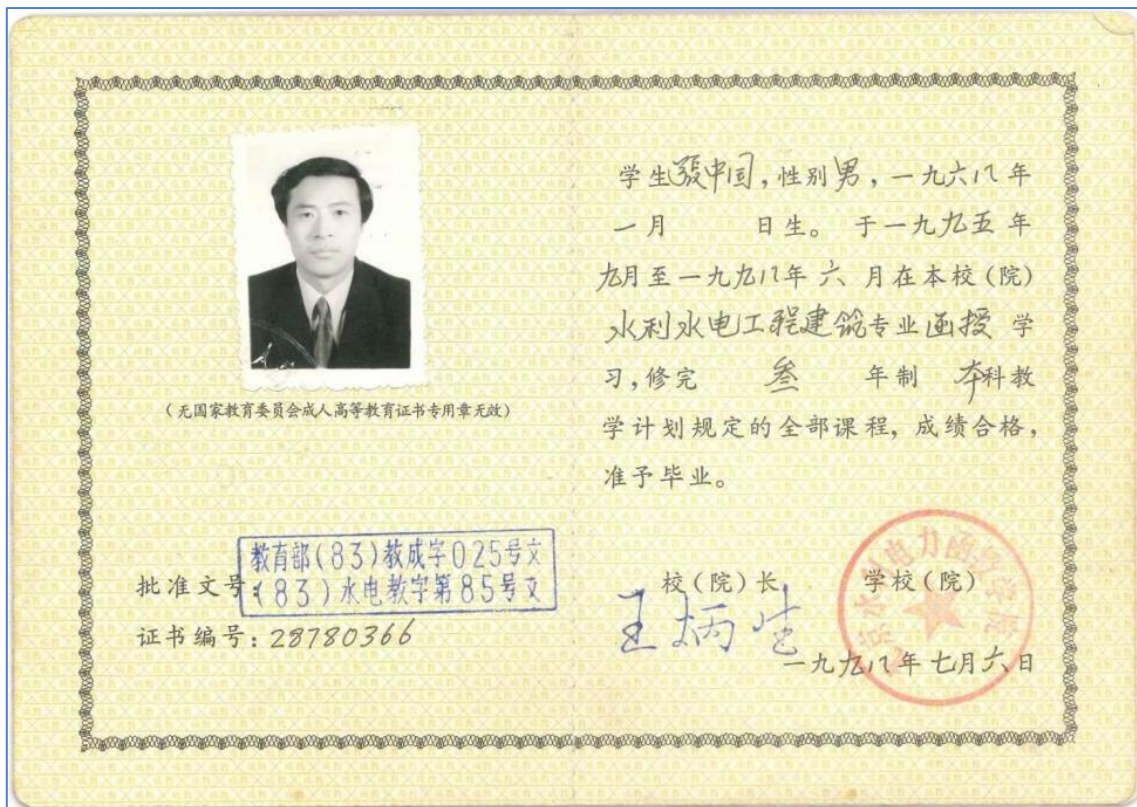 (无国家教育委员会成人高等教育证书专用章无效)
教育部(83)教成字025号文
(83)水电教字第85号文
批准文号:
证书编号:28780366
学生张中国,性别男,一九六八年
一月 日生。于一九九五年
九月至一九九八年六月在本校(院)
水利水电工程建筑专业函授学
习,修完 叁 年制 本科教
学计划规定的全部课程,成绩合格,
准予毕业。
校(院)长 学校(院)
王炳生
一九九八年七月六日